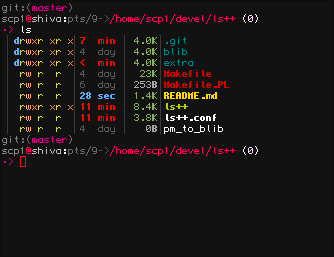 git:(master)
scp1@shiva:pts/9->/home/scp1/devel/ls++ (0)
> ls
drwxr xr x 7 min 4.0K .git
drwxr xr x 4 day 4.0K blib
drwxr xr x < min 4.0K extra
rw r r 4 day 23K Makefile
rw r r 6 day 253B Makefile.PL
rw r r 28 sec 1.4K README.md
rwxr xr x 11 min 8.4K ls++
rw r r 11 min 3.8K ls++.conf
rw r r 4 day 0B pm_to_blib
git:(master)
scp1@shiva:pts/9->/home/scp1/devel/ls++ (0)
>